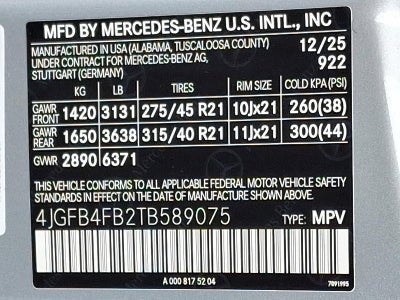 MFD BY MERCEDES-BENZ U.S. INTL., INC
MANUFACTURED IN USA (ALABAMA, TUSCALOOSA COUNTY) 12/25
UNDER CONTRACT FOR MERCEDES-BENZ AG, 922
STUTTGART (GERMANY)
KG LB TIRES RIM SIZE COLD KPA (PSI)
GAWR FRONT 1420 3131 275/45 R21 10Jx21 260(38)
GAWR REAR 1650 3638 315/40 R21 11Jx21 300(44)
GVWR 2890 6371
THIS VEHICLE CONFORMS TO ALL APPLICABLE FEDERAL MOTOR VEHICLE
SAFETY STANDARDS IN EFFECT ON THE DATE OF MANUFACTURE SHOWN ABOVE.
4JGFB4FB2TB589075 TYPE: MPV
A 000 817 52 04